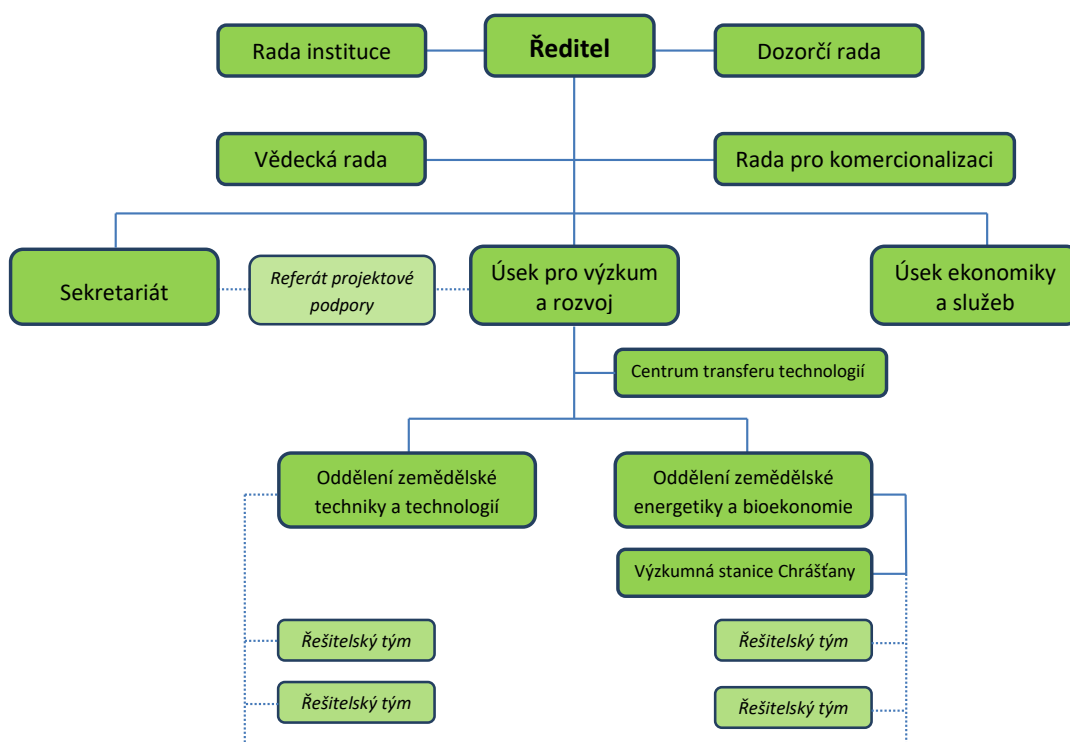 Rada instituce
Ředitel
Dozorčí rada
Vědecká rada
Rada pro komercionalizaci
Sekretariát
Referát projektové
podpory
Úsek pro výzkum
a rozvoj
Úsek ekonomiky
a služeb
Centrum transferu technologií
Oddělení zemědělské
techniky a technologií
Oddělení zemědělské
energetiky a bioekonomie
Výzkumná stanice Chrášťany
Řešitelský tým
Řešitelský tým
Řešitelský tým
Řešitelský tým